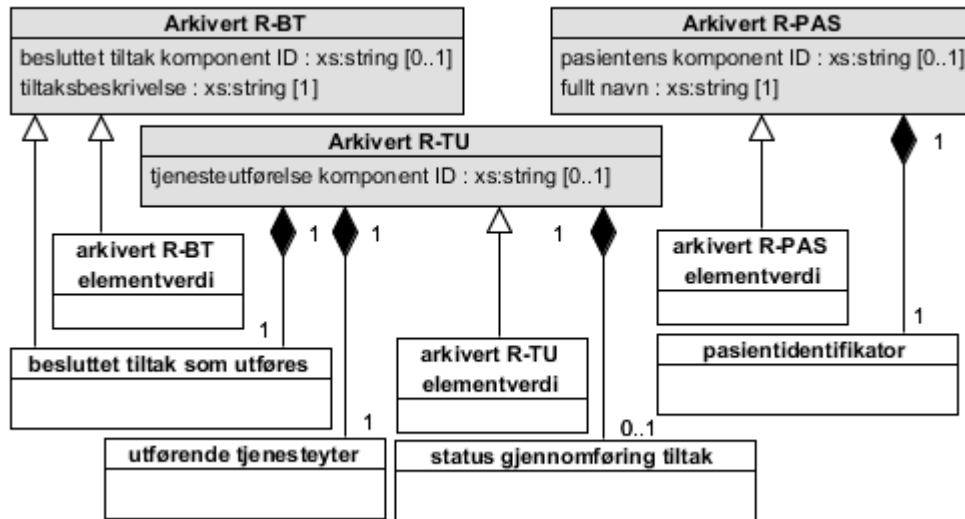 Arkivert R-BT
besluttet tiltak komponent ID : xs:string [0..1]
tiltaksbeskrivelse : xs:string [1]
Arkivert R-PAS
pasientens komponent ID : xs:string [0..1]
fullt navn : xs:string [1]
Arkivert R-TU
tjenesteutførelse komponent ID : xs:string [0..1]
1
1
1
1
arkivert R-BT
elementverdi
arkivert R-PAS
elementverdi
1
1
besluttet tiltak som utføres
arkivert R-TU
elementverdi
pasientidentifikator
1
0..1
utførende tjenesteyter
status gjennomføring tiltak